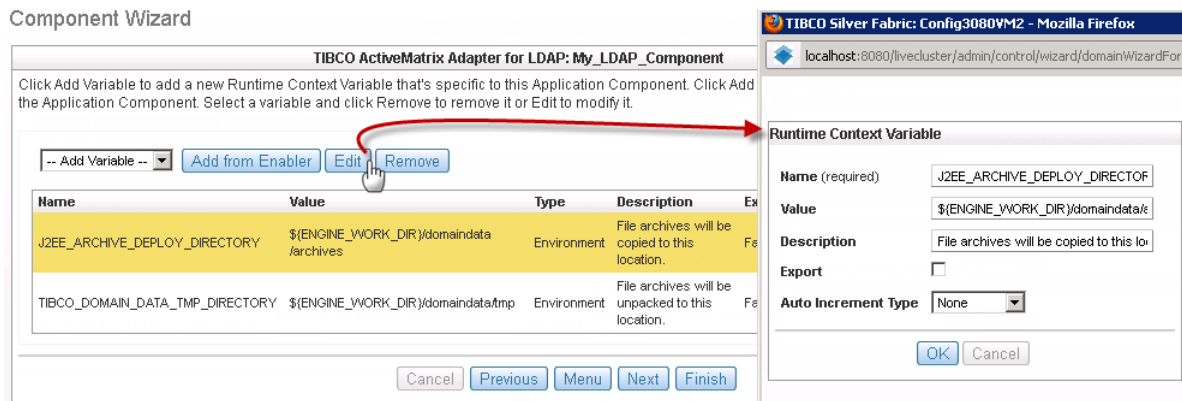 Component Wizard
TIBCO ActiveMatrix Adapter for LDAP: My_LDAP_Component
Click Add Variable to add a new Runtime Context Variable that's specific to this Application Component. Click Add
the Application Component. Select a variable and click Remove to remove it or Edit to modify it.
-- Add Variable -- Add from Enabler Edit Remove
Name Value Type Description Ex
J2EE_ARCHIVE_DEPLOY_DIRECTORY ${ENGINE_WORK_DIR}/domaindata Environment File archives will be Fa
/archives copied to this
location.
TIBCO_DOMAIN_DATA_TMP_DIRECTORY ${ENGINE_WORK_DIR}/domaindata/tmp Environment File archives will be Fa
unpacked to this
location.
Cancel Previous Menu Next Finish
TIBCO Silver Fabric: Config3080VM2 - Mozilla Firefox
localhost:8080/livecluster/admin/control/wizard/domainWizardFor
Runtime Context Variable
Name (required) J2EE_ARCHIVE_DEPLOY_DIRECTOR
Value ${ENGINE_WORK_DIR}/domaindata/a
Description File archives will be copied to this lo
Export
Auto Increment Type None
OK Cancel